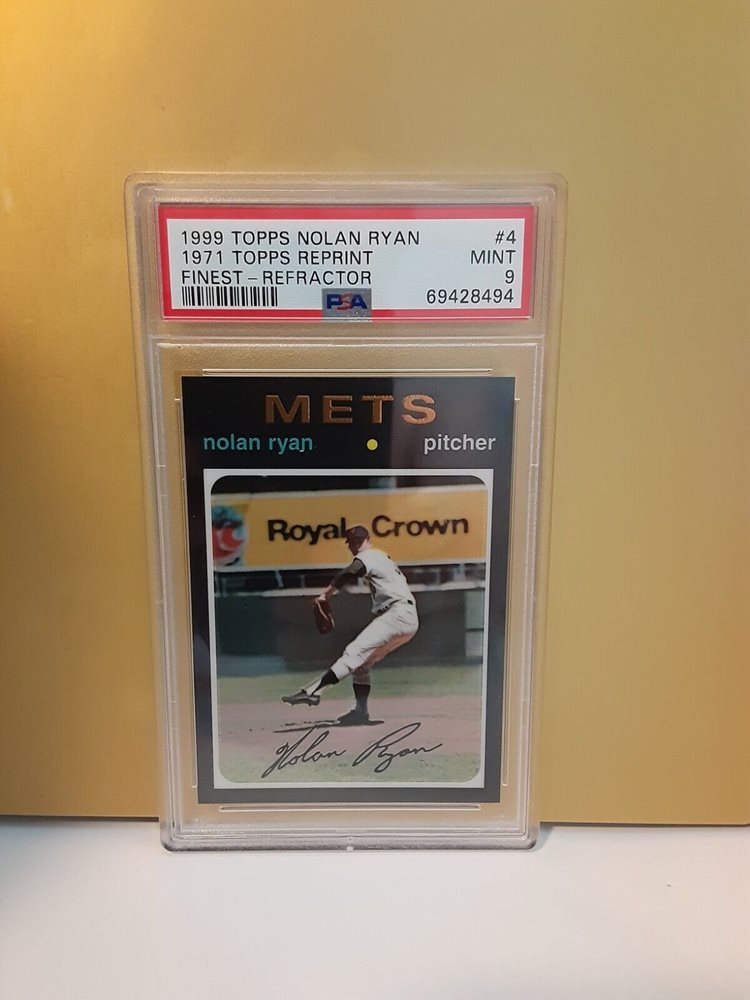 1999 TOPPS NOLAN RYAN #4
1971 TOPPS REPRINT MINT
FINEST - REFRACTOR 9
PSA 69428494
METS
nolan ryan pitcher
Royal Crown
Nolan Ryan